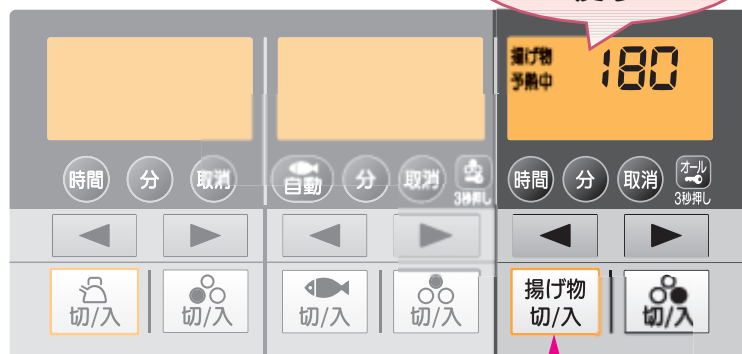 揚げ物
予熱中
180
時間 分 取消
自動 分 取消
3秒押し
時間 分 取消 オール
3秒押し
切/入
切/入
切/入
切/入
揚げ物
切/入
切/入